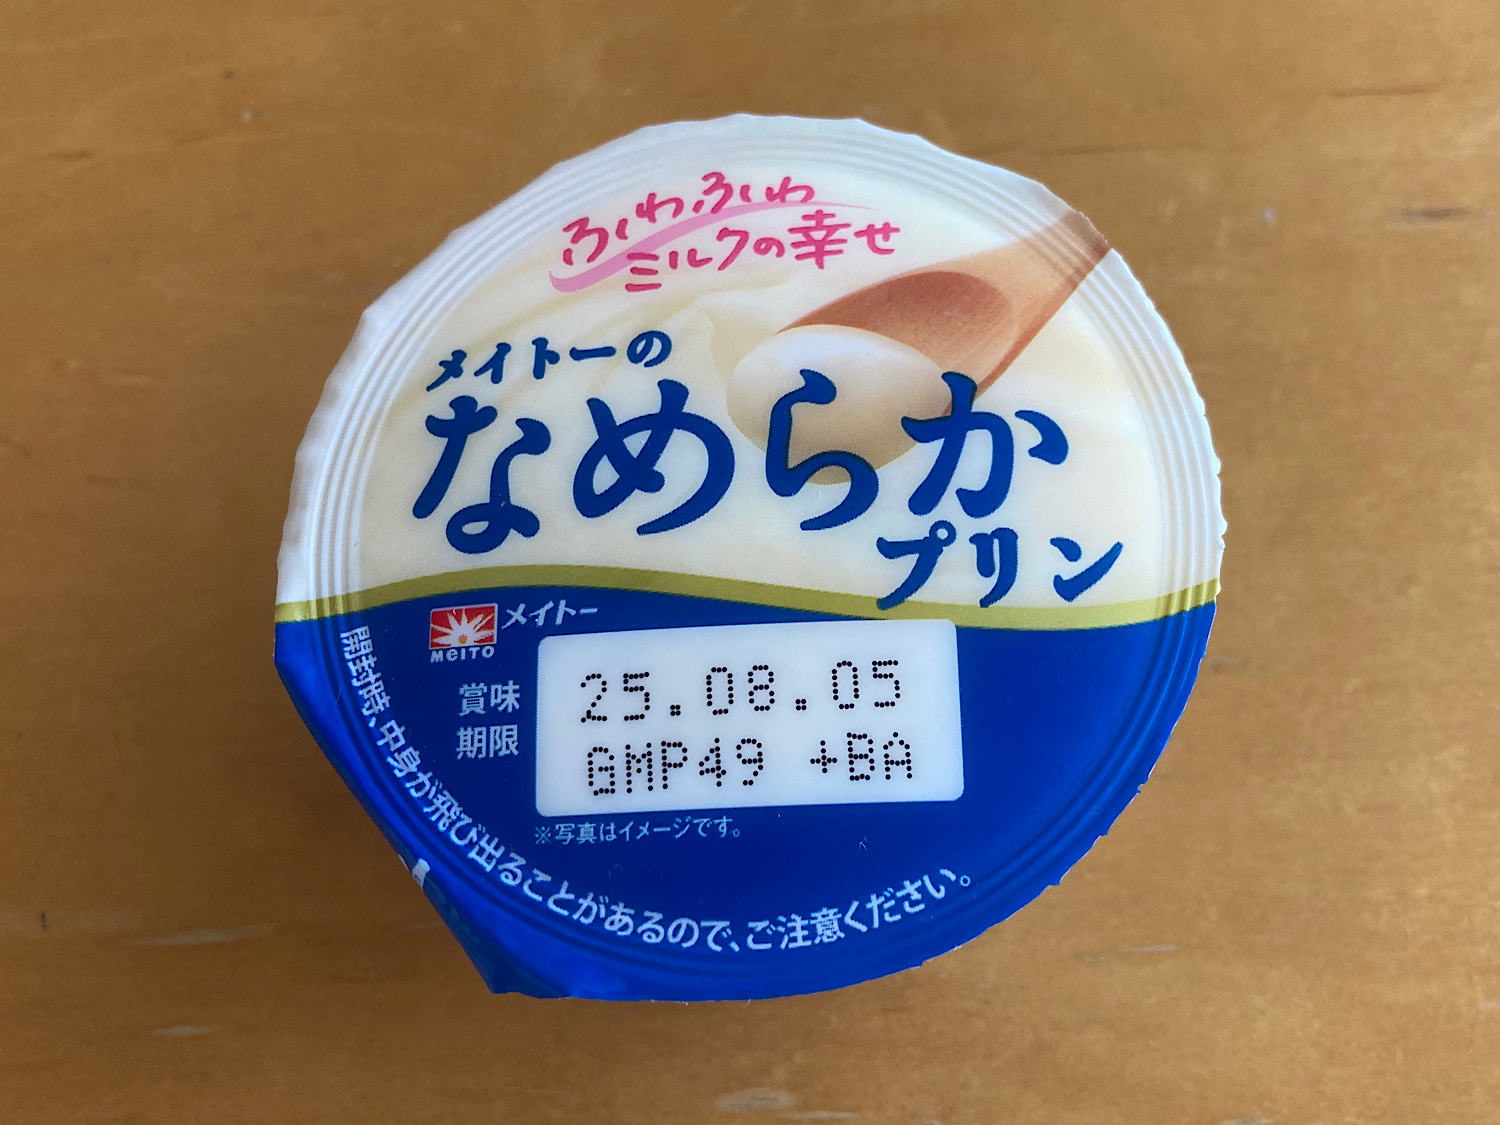 ふわふわ
ミルクの幸せ
メイトーの
なめらか
プリン
メイトー
MEITO
賞味
期限
25.08.05
GMP49 +BA
※写真はイメージです。
開封時、中身が飛び出ることがあるので、ご注意ください。